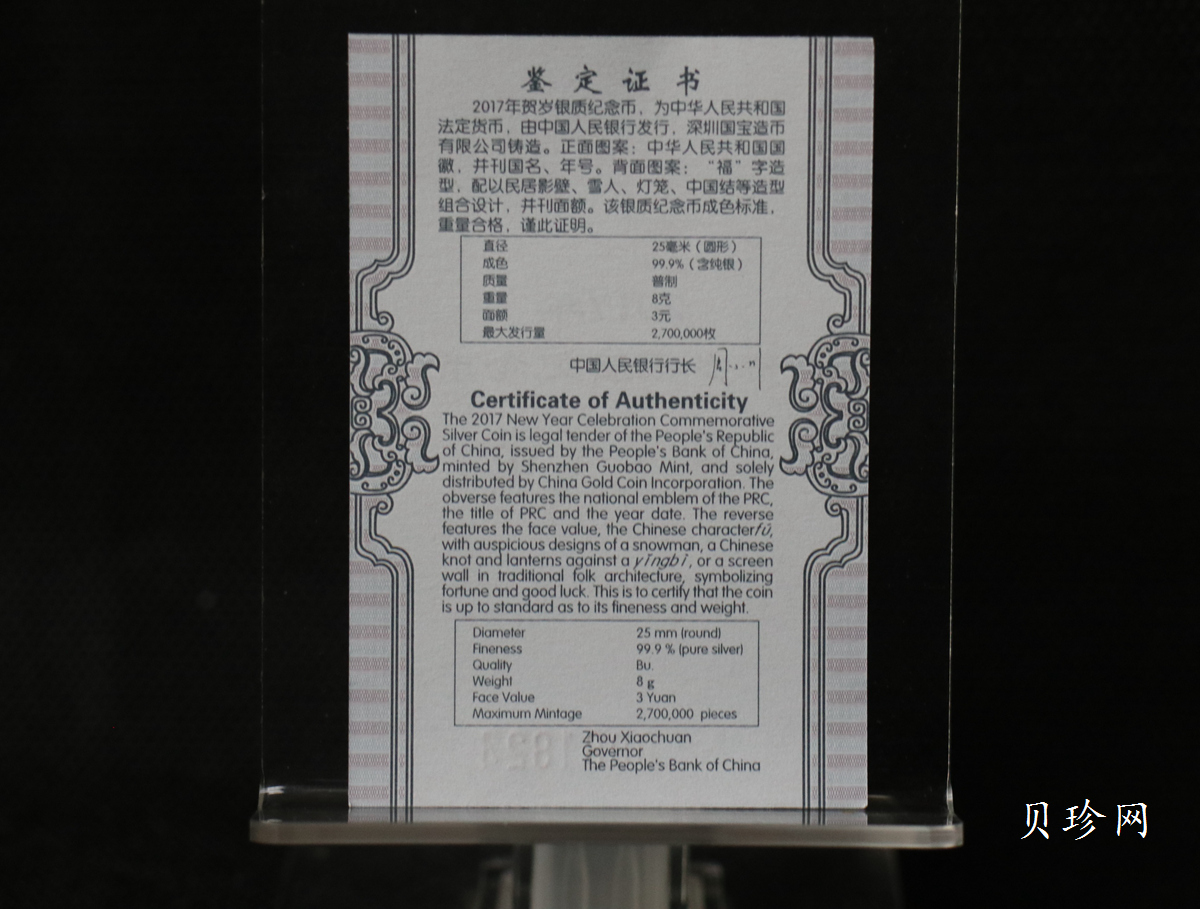 鉴定证书
2017年贺岁银质纪念币，为中华人民共和国
法定货币，由中国人民银行发行，深圳国宝造币
有限公司铸造。正面图案：中华人民共和国国
徽，并刊国名、年号。背面图案：“福”字造
型，配以民居影壁、雪人、灯笼、中国结等造型
组合设计，并刊面额。该银质纪念币成色标准，
重量合格，谨此证明。
直径 25毫米（圆形）
成色 99.9%（含纯银）
质量 普制
重量 8克
面额 3元
最大发行量 2,700,000枚
中国人民银行行长
Certificate of Authenticity
The 2017 New Year Celebration Commemorative
Silver Coin is legal tender of the People's Republic
of China, issued by the People's Bank of China,
minted by Shenzhen Guobao Mint, and solely
distributed by China Gold Coin Incorporation. The
obverse features the national emblem of the PRC,
the title of PRC and the year date. The reverse
features the face value, the Chinese character fú,
with auspicious designs of a snowman, a Chinese
knot and lanterns against a yǐngbì, or a screen
wall in traditional folk architecture, symbolizing
fortune and good luck. This is to certify that the coin
is up to standard as to its fineness and weight.
Diameter 25 mm (round)
Fineness 99.9 % (pure silver)
Quality Bu.
Weight 8 g
Face Value 3 Yuan
Maximum Mintage 2,700,000 pieces
Zhou Xiaochuan
Governor
The People's Bank of China
贝珍网